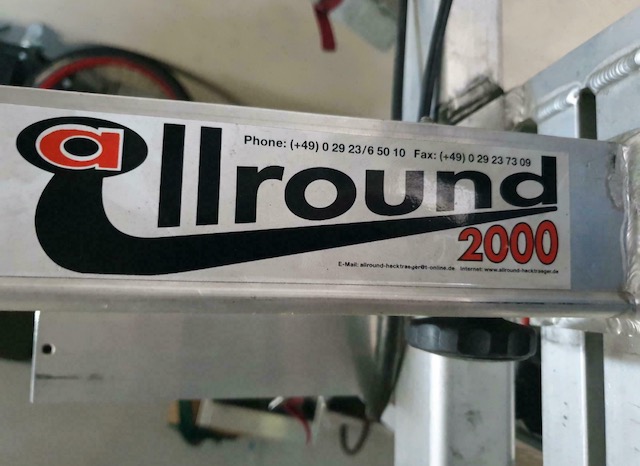 allround
Phone: (+49) 0 29 23/6 50 10 Fax: (+49) 0 29 23 73 09
2000
E-Mail: allround-hecktraeger@t-online.de Internet: www.allround-hecktraeger.de